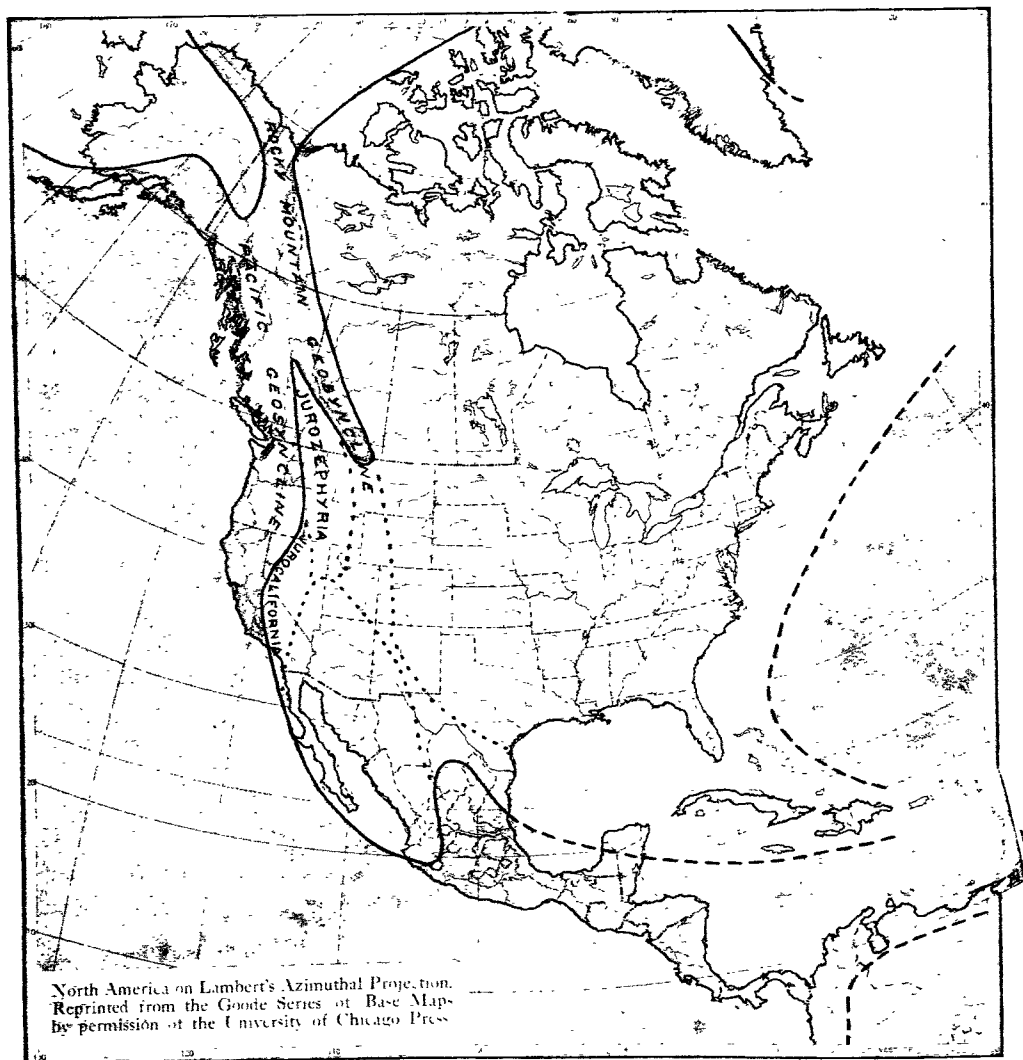 ROCKY MOUNTAIN GEOSYNCLINE
PACIFIC GEOSYNCLINE
JUROZEPHYRIA
JUROCALIFORNIA
North America on Lambert's Azimuthal Projection.
Reprinted from the Goode Series of Base Maps
by permission of the University of Chicago Press